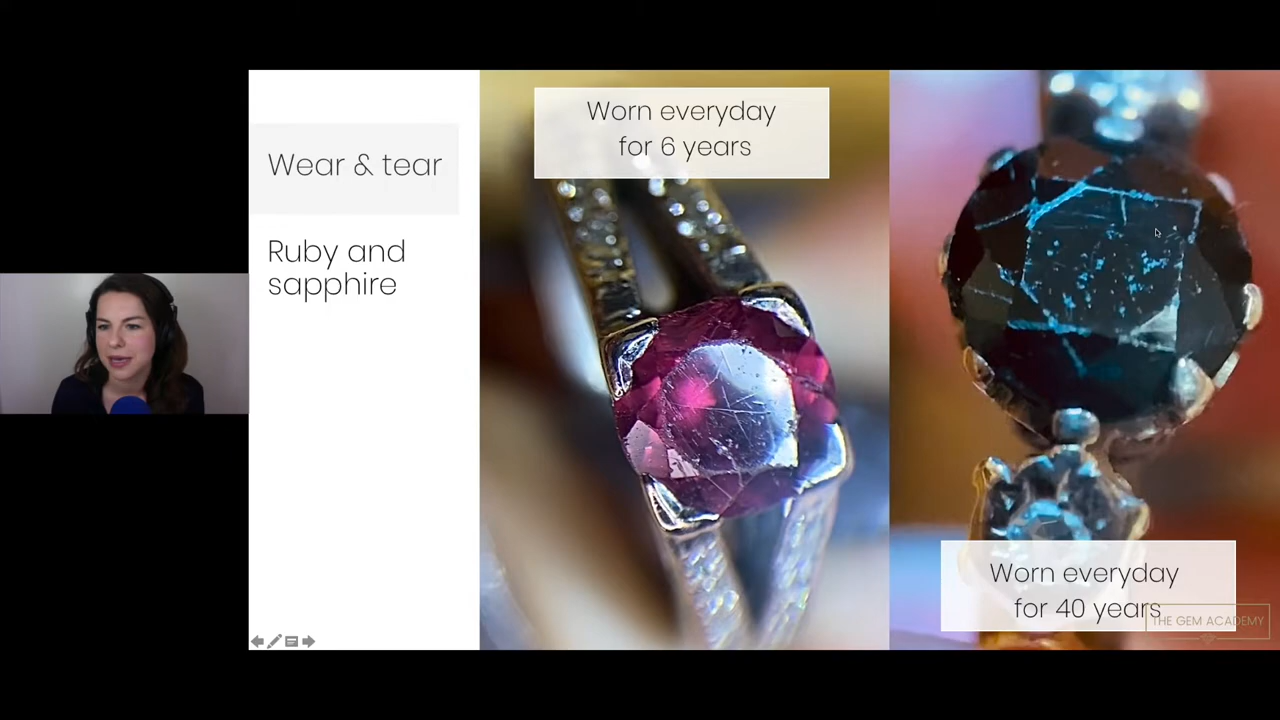 Wear & tear
Ruby and
sapphire
Worn everyday
for 6 years
Worn everyday
for 40 years
THE GEM ACADEMY